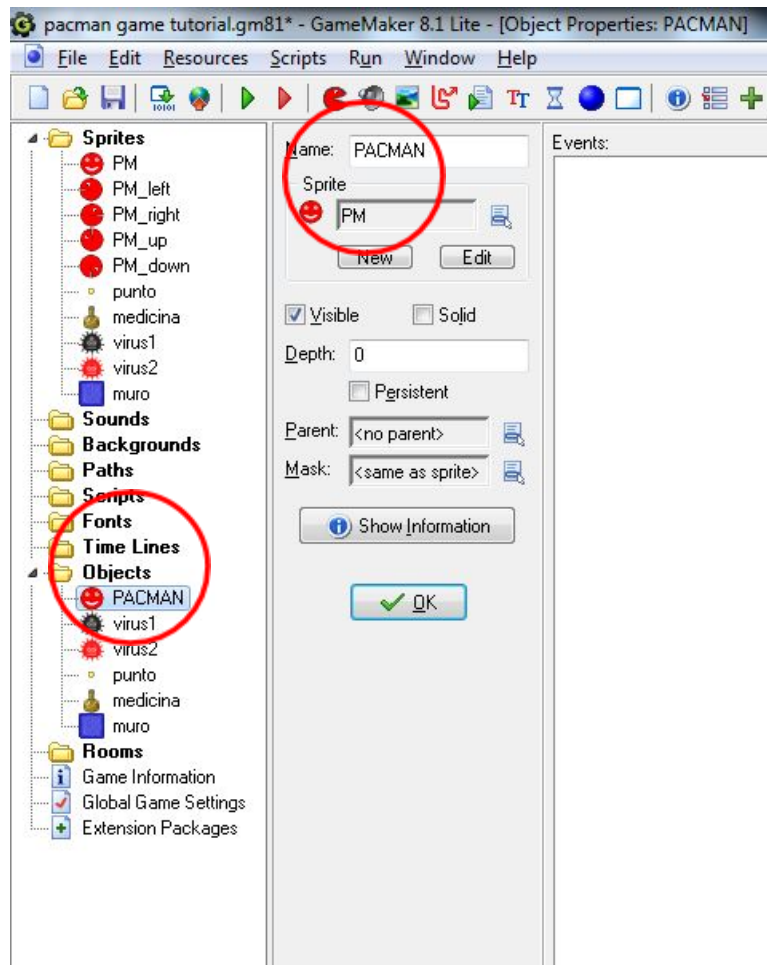 pacman game tutorial.gm81* - GameMaker 8.1 Lite - [Object Properties: PACMAN]
File Edit Resources Scripts Run Window Help
Sprites
PM
PM_left
PM_right
PM_up
PM_down
punto
medicina
virus1
virus2
muro
Sounds
Backgrounds
Paths
Scripts
Fonts
Time Lines
Objects
PACMAN
virus1
virus2
punto
medicina
muro
Rooms
Game Information
Global Game Settings
Extension Packages
Name: PACMAN
Sprite
PM
New Edit
Visible Solid
Depth: 0
Persistent
Parent: <no parent>
Mask: <same as sprite>
Show Information
OK
Events: